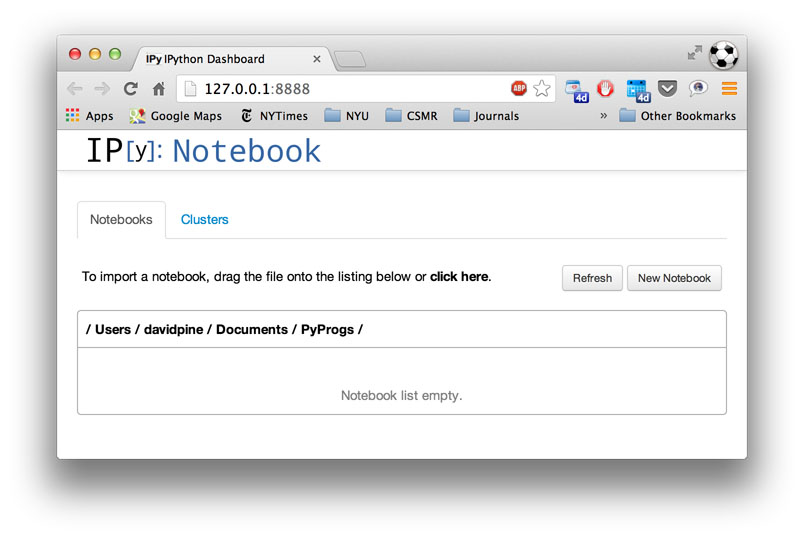 IPy IPython Dashboard
127.0.0.1:8888
ABP
4d
4d
Apps Google Maps NYTimes NYU CSMR Journals » Other Bookmarks
IP[y]: Notebook
Notebooks Clusters
To import a notebook, drag the file onto the listing below or click here. Refresh New Notebook
/ Users / davidpine / Documents / PyProgs /
Notebook list empty.